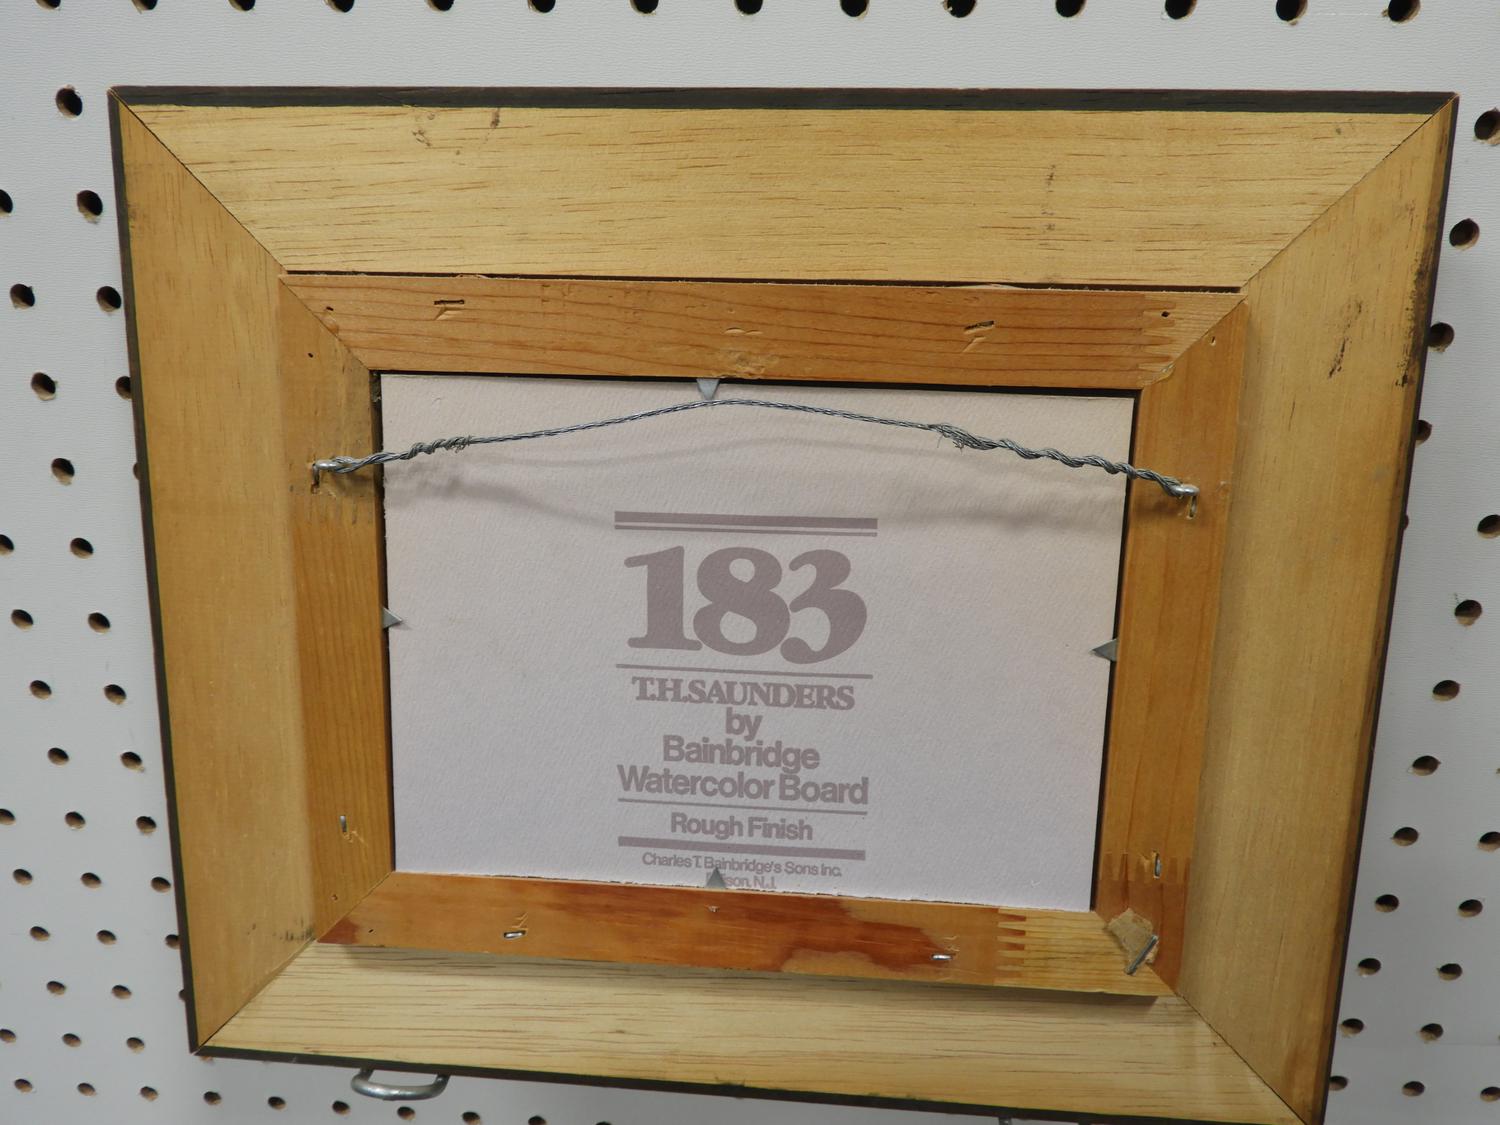 183
T.H.SAUNDERS
by
Bainbridge
Watercolor Board
Rough Finish
Charles T. Bainbridge's Sons Inc.
N.J.